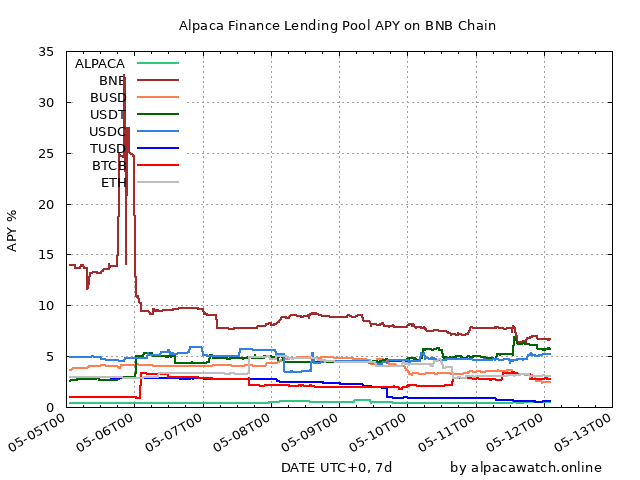 Alpaca Finance Lending Pool APY on BNB Chain
APY %
35
30
25
20
15
10
5
0
ALPACA
BNB
BUSD
USDT
USDC
TUSD
BTCB
ETH
05-05T00
05-06T00
05-07T00
05-08T00
05-09T00
05-10T00
05-11T00
05-12T00
05-13T00
DATE UTC+0, 7d
by alpacawatch.online